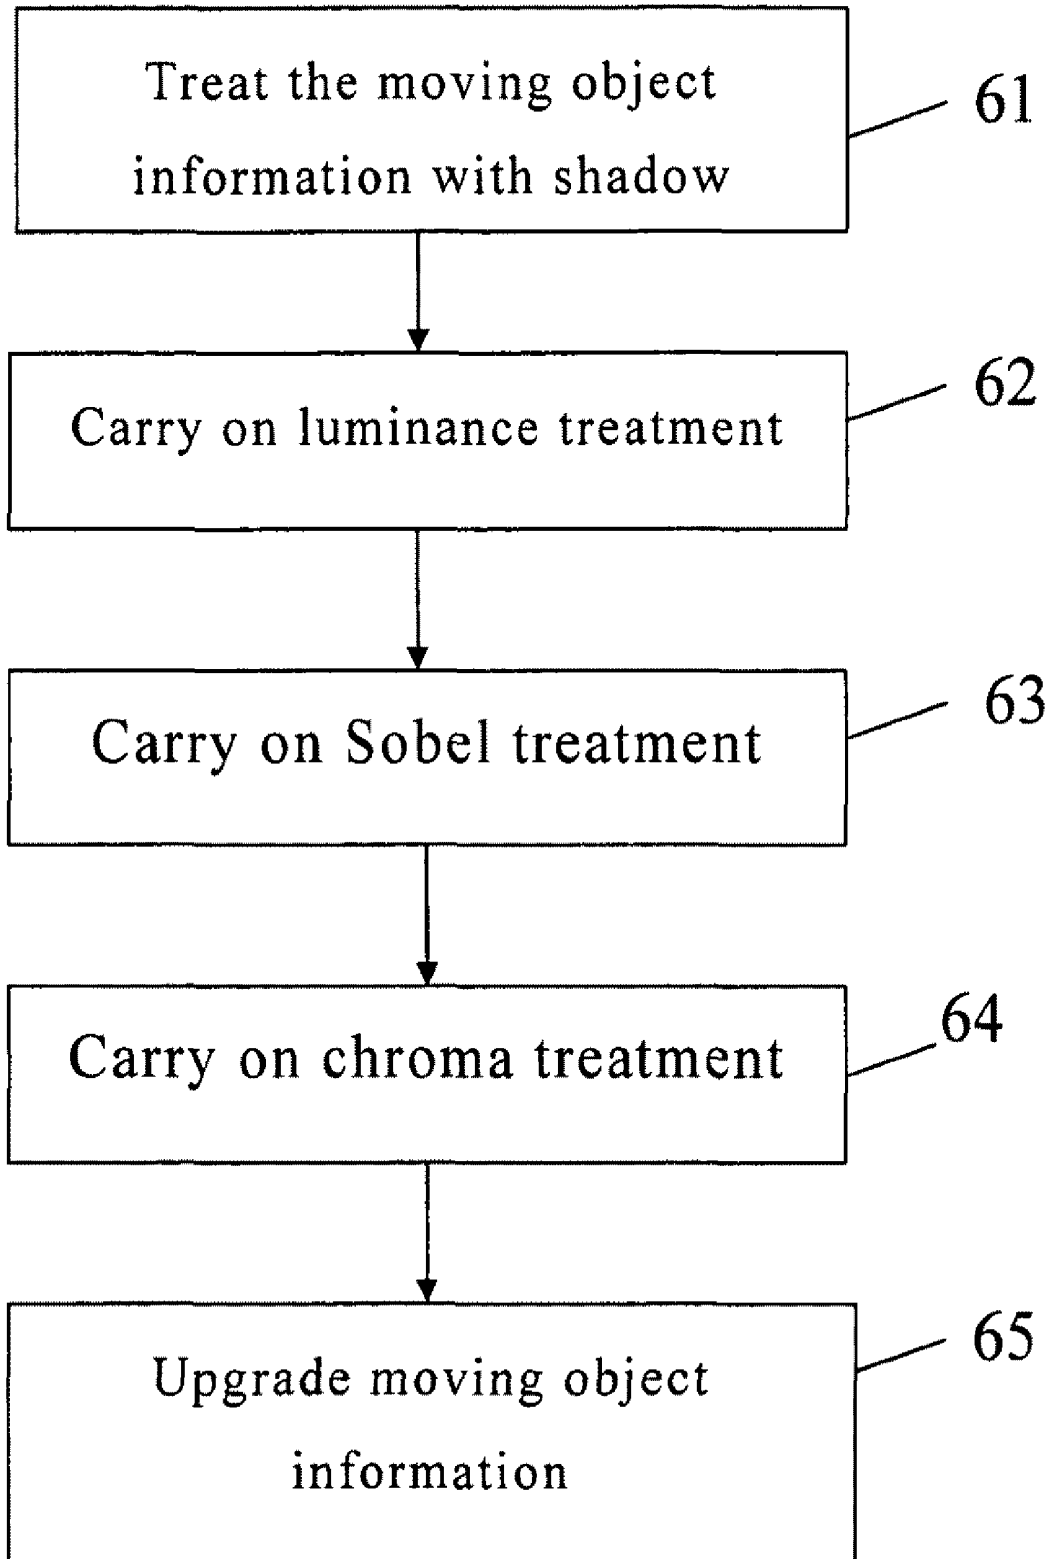 Treat the moving object
information with shadow
61
Carry on luminance treatment
62
Carry on Sobel treatment
63
Carry on chroma treatment
64
Upgrade moving object
information
65